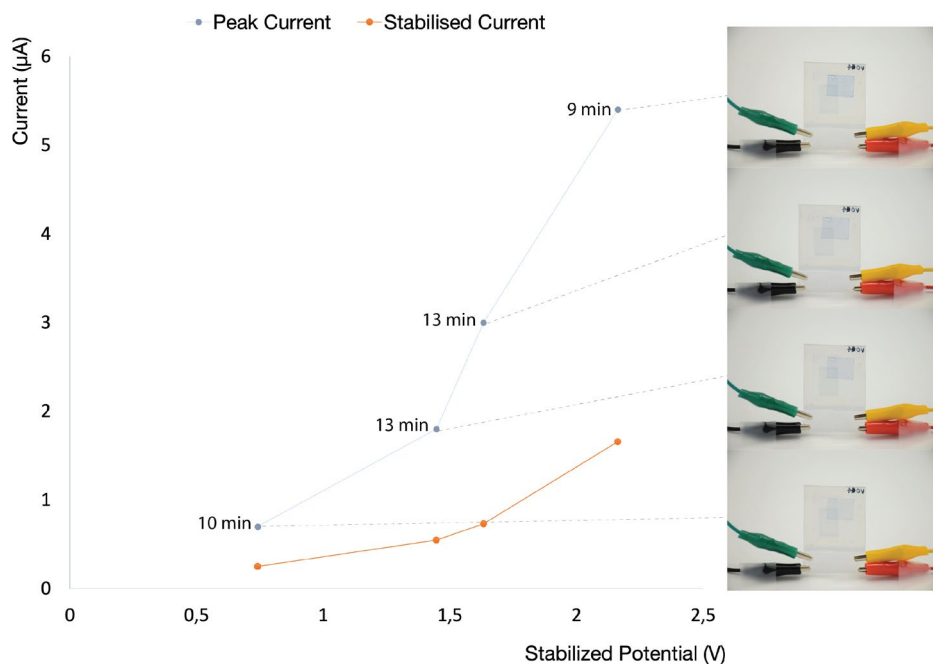 Peak Current
Stabilised Current
Current (µA)
6
5
4
3
2
1
0
9 min
13 min
13 min
10 min
0
0,5
1
1,5
2
2,5
Stabilized Potential (V)